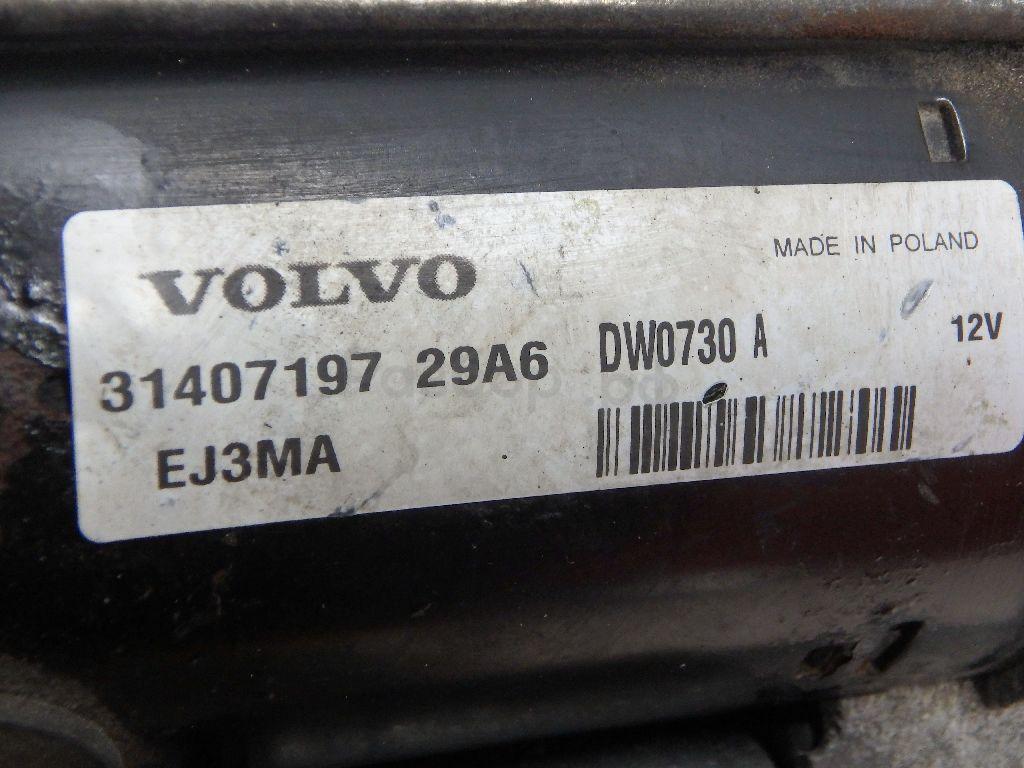 MADE IN POLAND
VOLVO
31407197 29A6 DW0730 A 12V
EJ3MA